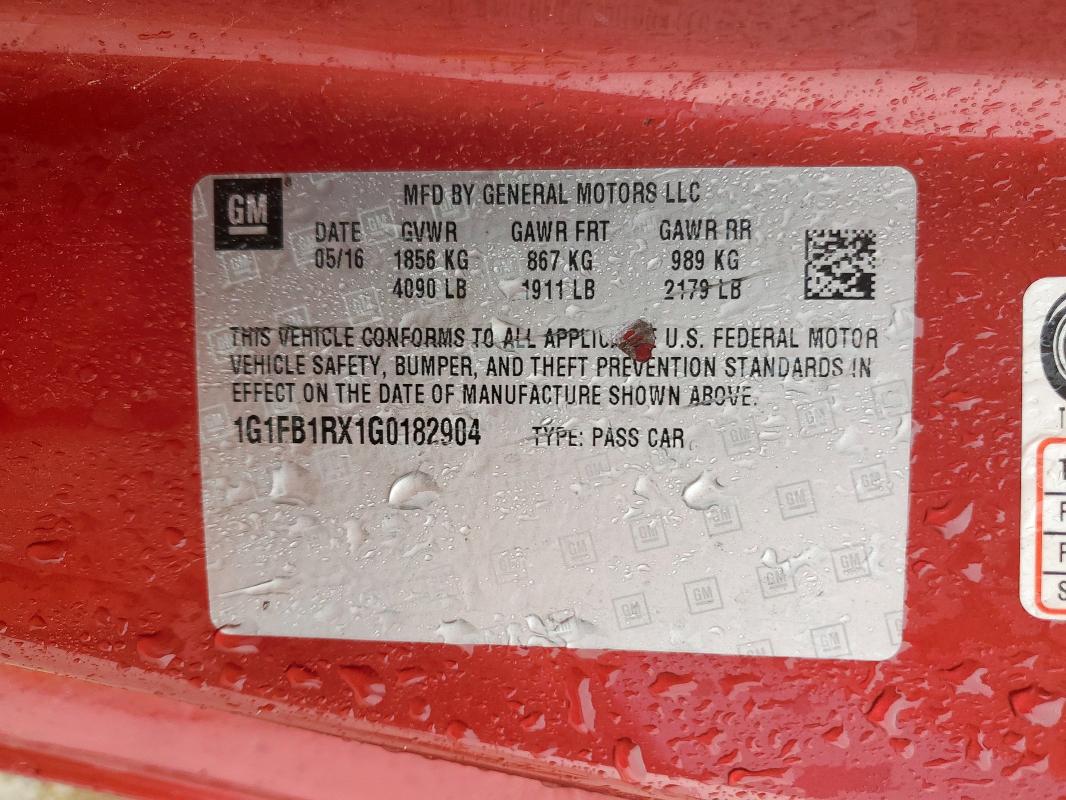 GM
MFD BY GENERAL MOTORS LLC
DATE GVWR GAWR FRT GAWR RR
05/16 1856 KG 867 KG 989 KG
4090 LB 1911 LB 2179 LB
THIS VEHICLE CONFORMS TO ALL U.S. FEDERAL MOTOR
VEHICLE SAFETY, BUMPER, AND THEFT PREVENTION STANDARDS IN
EFFECT ON THE DATE OF MANUFACTURE SHOWN ABOVE.
1G1FB1RX1G0182904 TYPE: PASS CAR